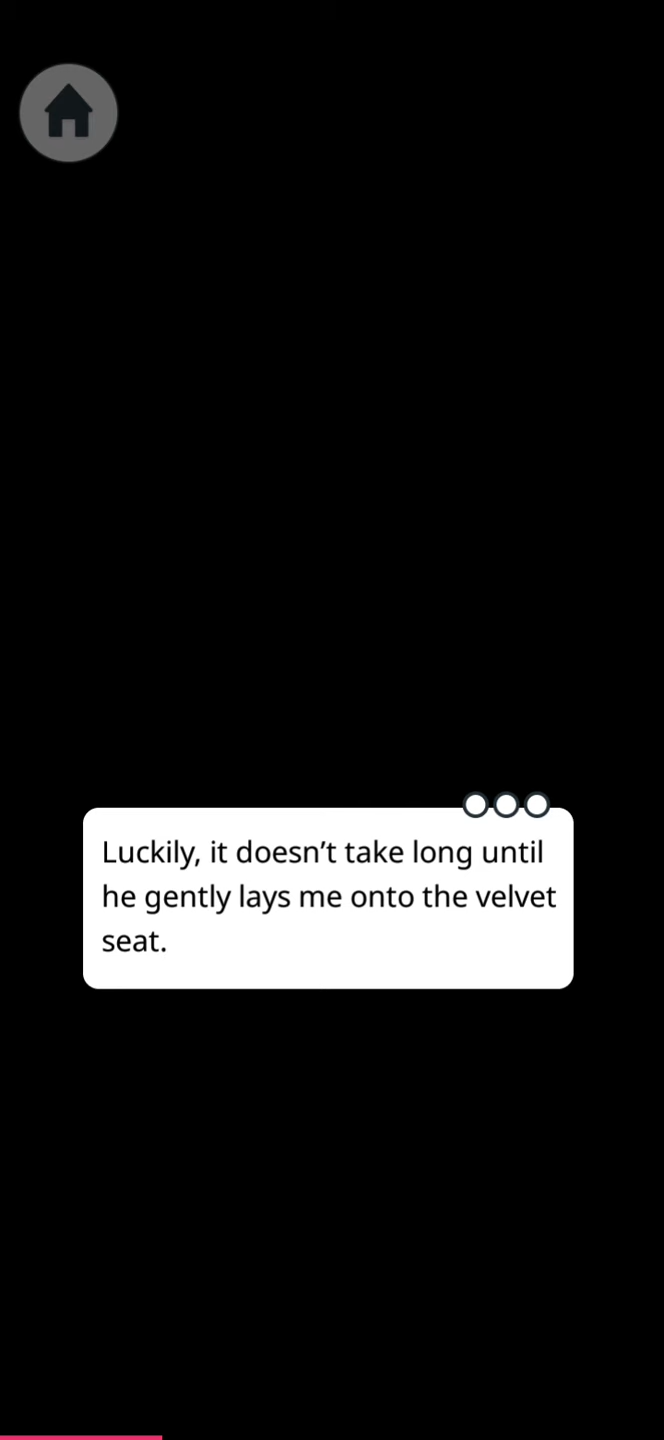 Luckily, it doesn’t take long until
he gently lays me onto the velvet
seat.